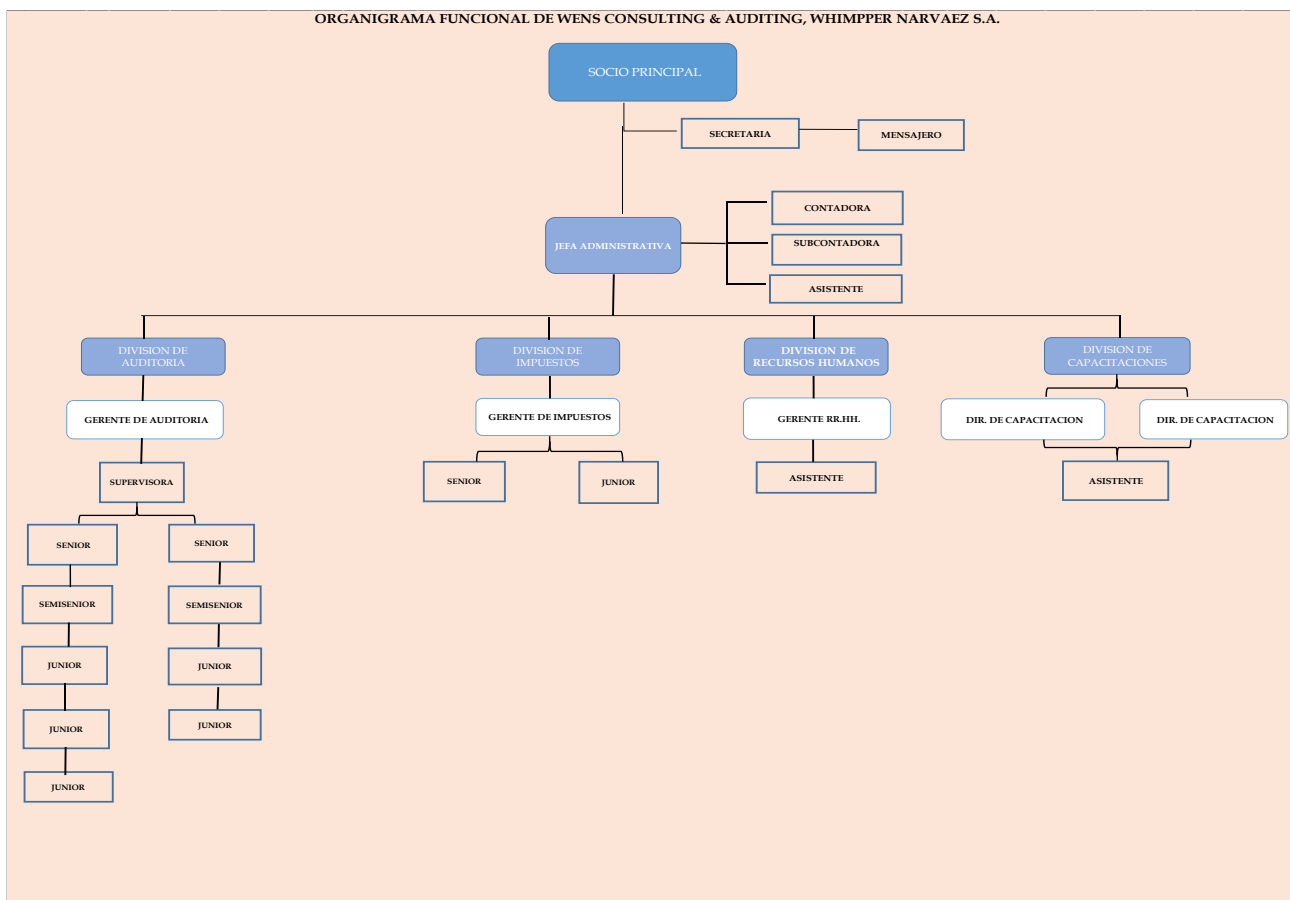 ORGANIGRAMA FUNCIONAL DE WENS CONSULTING & AUDITING, WHIMPPER NARVAEZ S.A.
SOCIO PRINCIPAL
SECRETARIA
MENSAJERO
CONTADORA
JEFA ADMINISTRATIVA
SUBCONTADORA
ASISTENTE
DIVISION DE
AUDITORIA
DIVISION DE
IMPUESTOS
DIVISION DE
RECURSOS HUMANOS
DIVISION DE
CAPACITACIONES
GERENTE DE AUDITORIA
GERENTE DE IMPUESTOS
GERENTE RR.HH.
DIR. DE CAPACITACION
DIR. DE CAPACITACION
SUPERVISORA
SENIOR
JUNIOR
ASISTENTE
ASISTENTE
SENIOR
SENIOR
SEMISENIOR
SEMISENIOR
JUNIOR
JUNIOR
JUNIOR
JUNIOR
JUNIOR